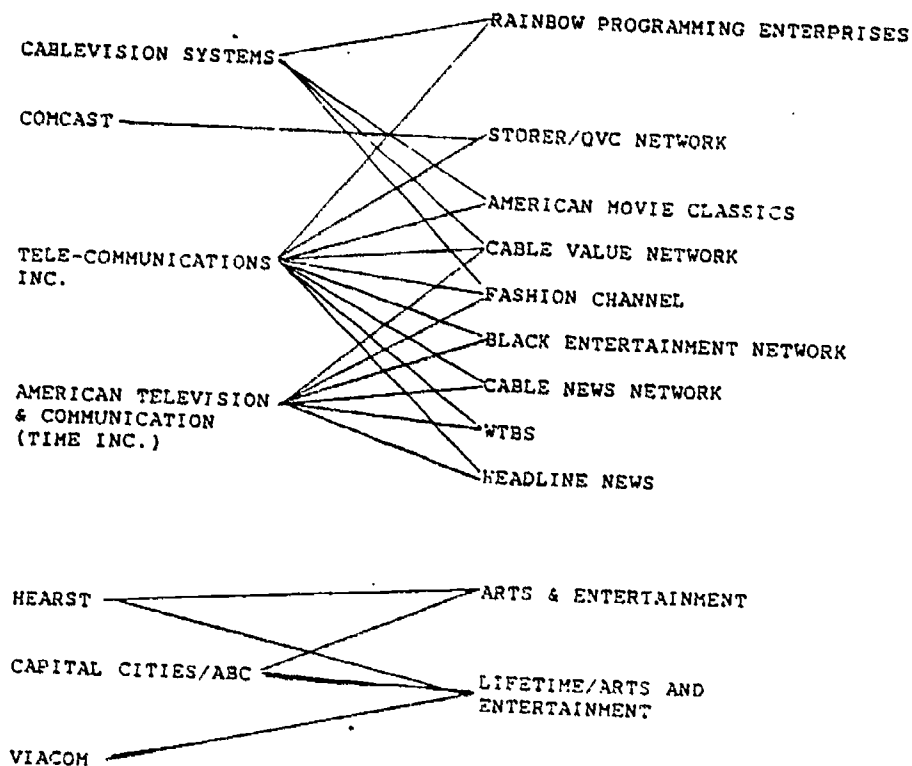 RAINBOW PROGRAMMING ENTERPRISES
CABLEVISION SYSTEMS
COMCAST
STORER/QVC NETWORK
AMERICAN MOVIE CLASSICS
TELE-COMMUNICATIONS
INC.
CABLE VALUE NETWORK
FASHION CHANNEL
BLACK ENTERTAINMENT NETWORK
CABLE NEWS NETWORK
AMERICAN TELEVISION
& COMMUNICATION
(TIME INC.)
WTBS
HEADLINE NEWS
HEARST
ARTS & ENTERTAINMENT
CAPITAL CITIES/ABC
LIFETIME/ARTS AND
ENTERTAINMENT
VIACOM